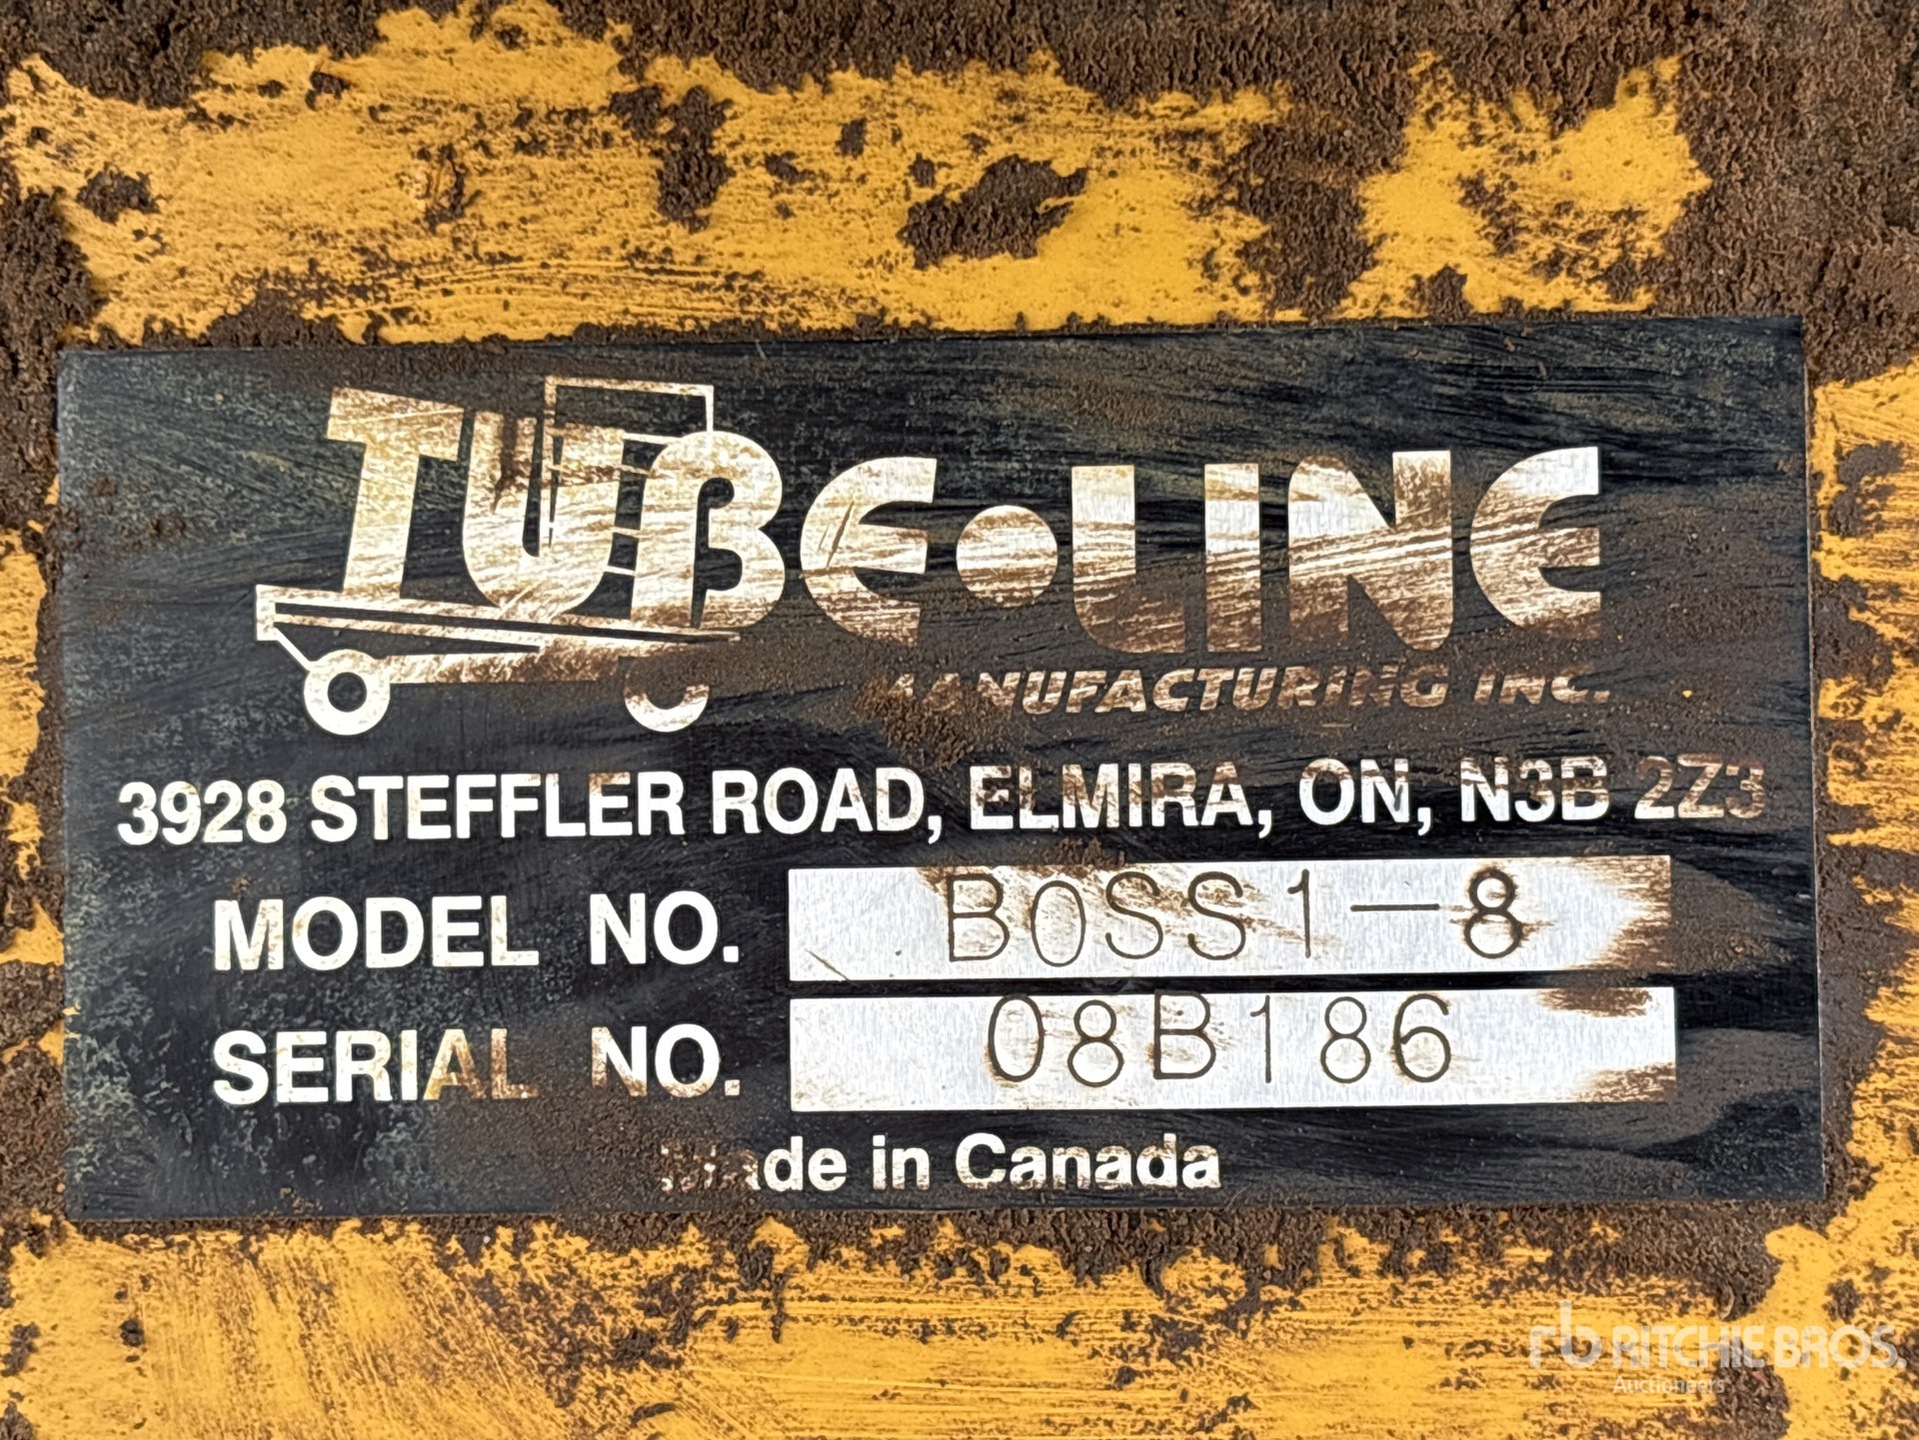 TUBE•LINE
MANUFACTURING INC.
3928 STEFFLER ROAD, ELMIRA, ON, N3B 2Z3
MODEL NO. BOSS1-8
SERIAL NO. 08B186
Made in Canada
rb RITCHIE BROS.
Auctioneers